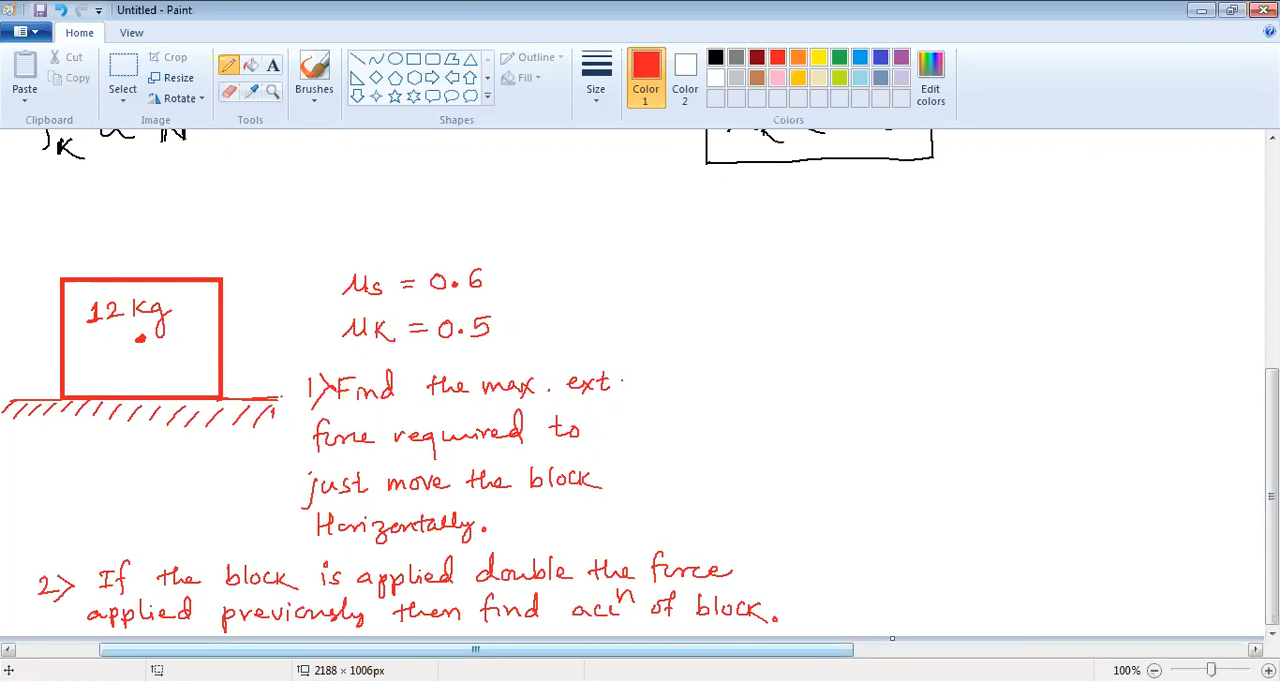 Untitled - Paint
Home
View
Paste
Cut
Copy
Clipboard
Select
Crop
Resize
Rotate
Image
A
Tools
Brushes
Shapes
Outline
Fill
Size
Color 1
Color 2
Edit colors
Colors
K α N
12 Kg
μs = 0.6
μK = 0.5
1) Find the max. ext.
force required to
just move the block
Horizontally.
2) If the block is applied double the force
applied previously then find accⁿ of block.
2188 × 1006px
100%